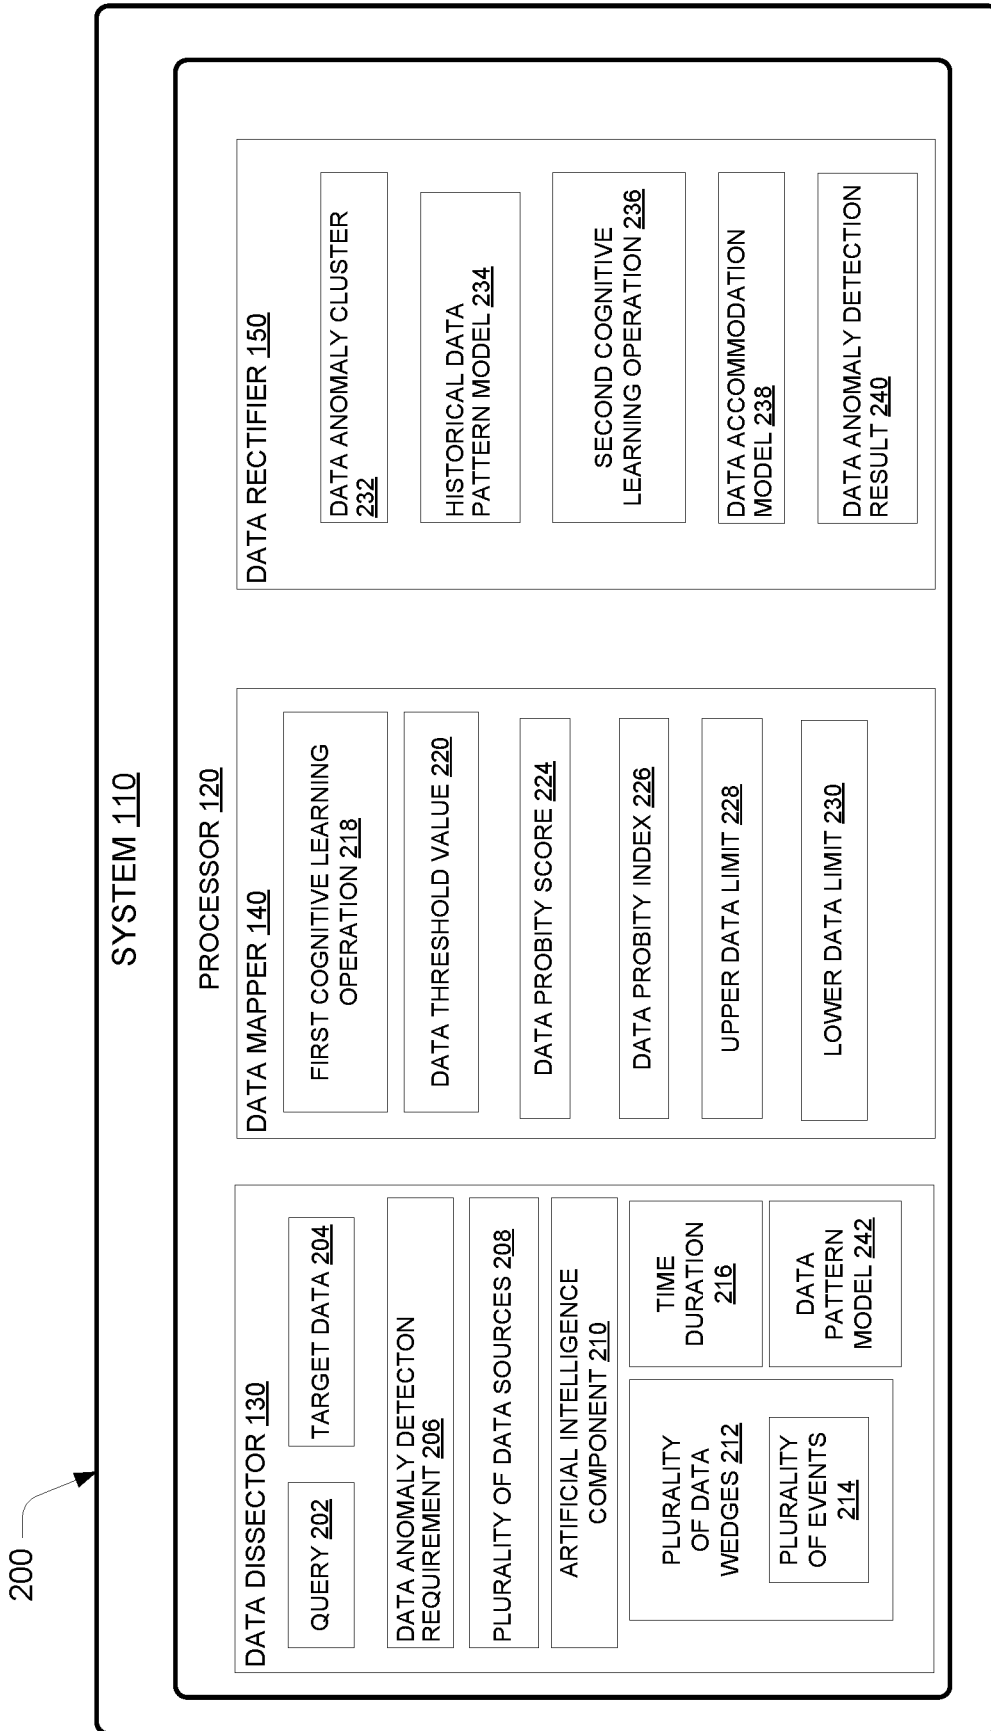 200
SYSTEM 110
PROCESSOR 120
DATA DISSECTOR 130
QUERY 202
TARGET DATA 204
DATA ANOMALY DETECTON
REQUIREMENT 206
PLURALITY OF DATA SOURCES 208
ARTIFICIAL INTELLIGENCE
COMPONENT 210
PLURALITY
OF DATA
WEDGES 212
PLURALITY
OF EVENTS
214
TIME
DURATION
216
DATA
PATTERN
MODEL 242
DATA MAPPER 140
FIRST COGNITIVE LEARNING
OPERATION 218
DATA THRESHOLD VALUE 220
DATA PROBITY SCORE 224
DATA PROBITY INDEX 226
UPPER DATA LIMIT 228
LOWER DATA LIMIT 230
DATA RECTIFIER 150
DATA ANOMALY CLUSTER
232
HISTORICAL DATA
PATTERN MODEL 234
SECOND COGNITIVE
LEARNING OPERATION 236
DATA ACCOMMODATION
MODEL 238
DATA ANOMALY DETECTION
RESULT 240